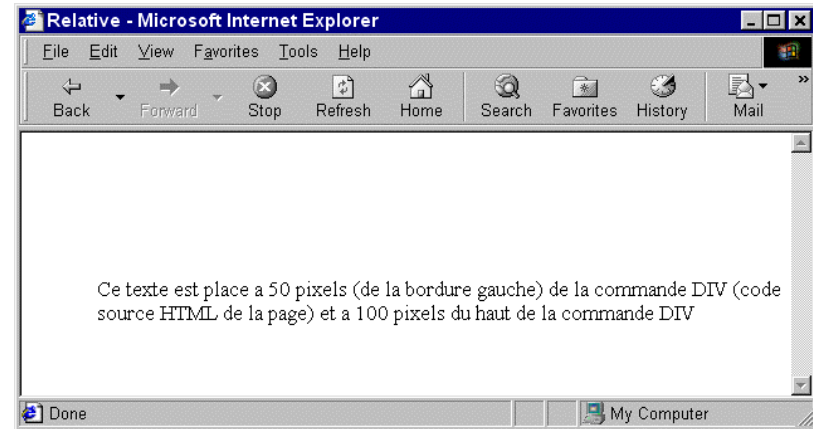 Relative - Microsoft Internet Explorer
File Edit View Favorites Tools Help
Back Forward Stop Refresh Home Search Favorites History Mail »
Ce texte est place a 50 pixels (de la bordure gauche) de la commande DIV (code
source HTML de la page) et a 100 pixels du haut de la commande DIV
Done My Computer